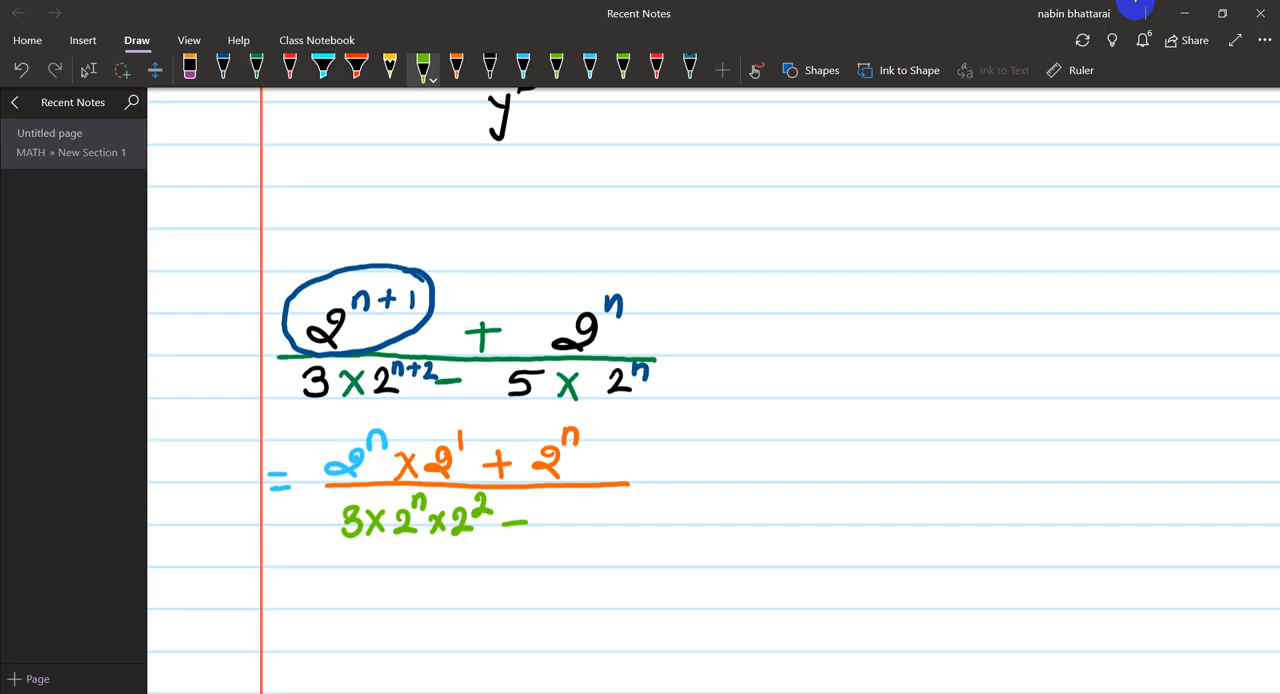 Recent Notes
nabin bhattarai
Home Insert Draw View Help Class Notebook
6 Share
Shapes Ink to Shape Ink to Text Ruler
Recent Notes
Untitled page
MATH » New Section 1
y
2^{n+1} + 2^n
3 × 2^{n+2} - 5 × 2^n
= 2^n × 2^1 + 2^n
3 × 2^n × 2^2 -
Page